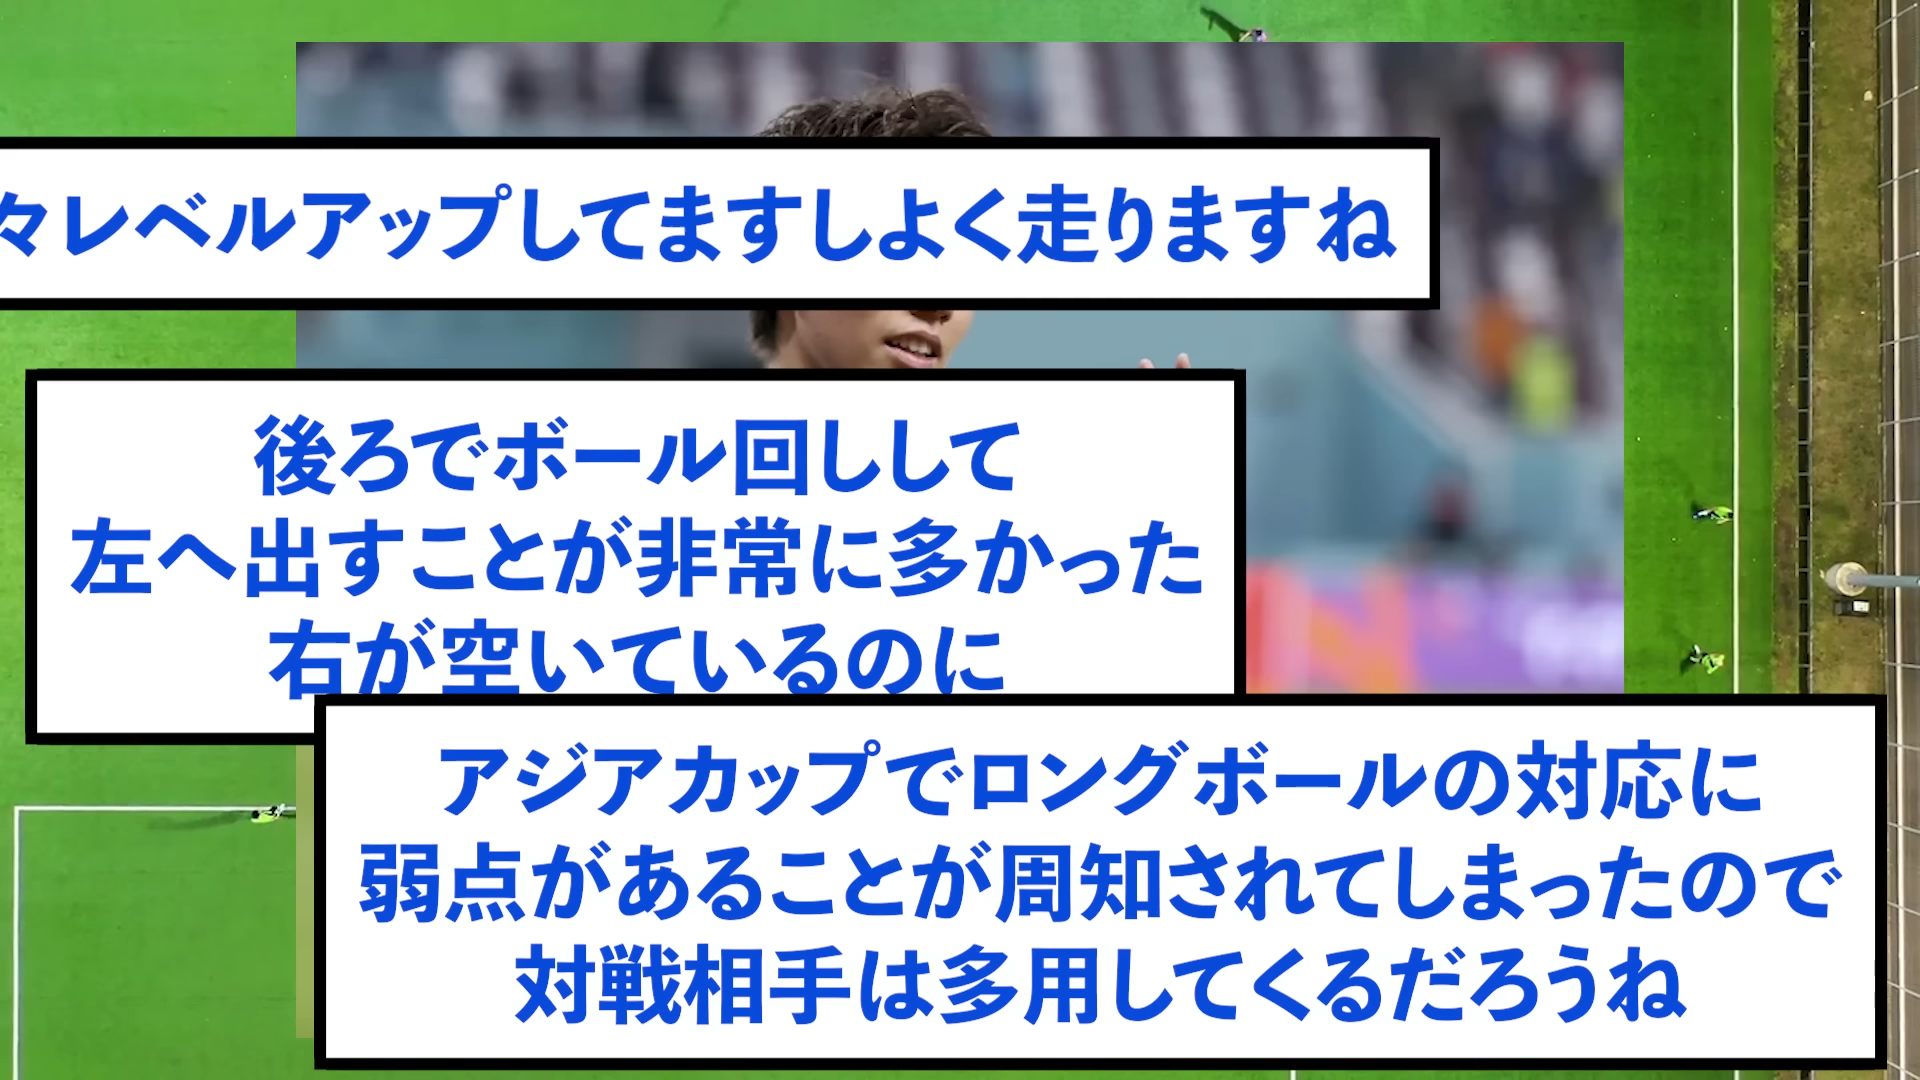 々レベルアップしてますしよく走りますね
後ろでボール回しして
左へ出すことが非常に多かった
右が空いているのに
アジアカップでロングボールの対応に
弱点があることが周知されてしまったので
対戦相手は多用してくるだろうね